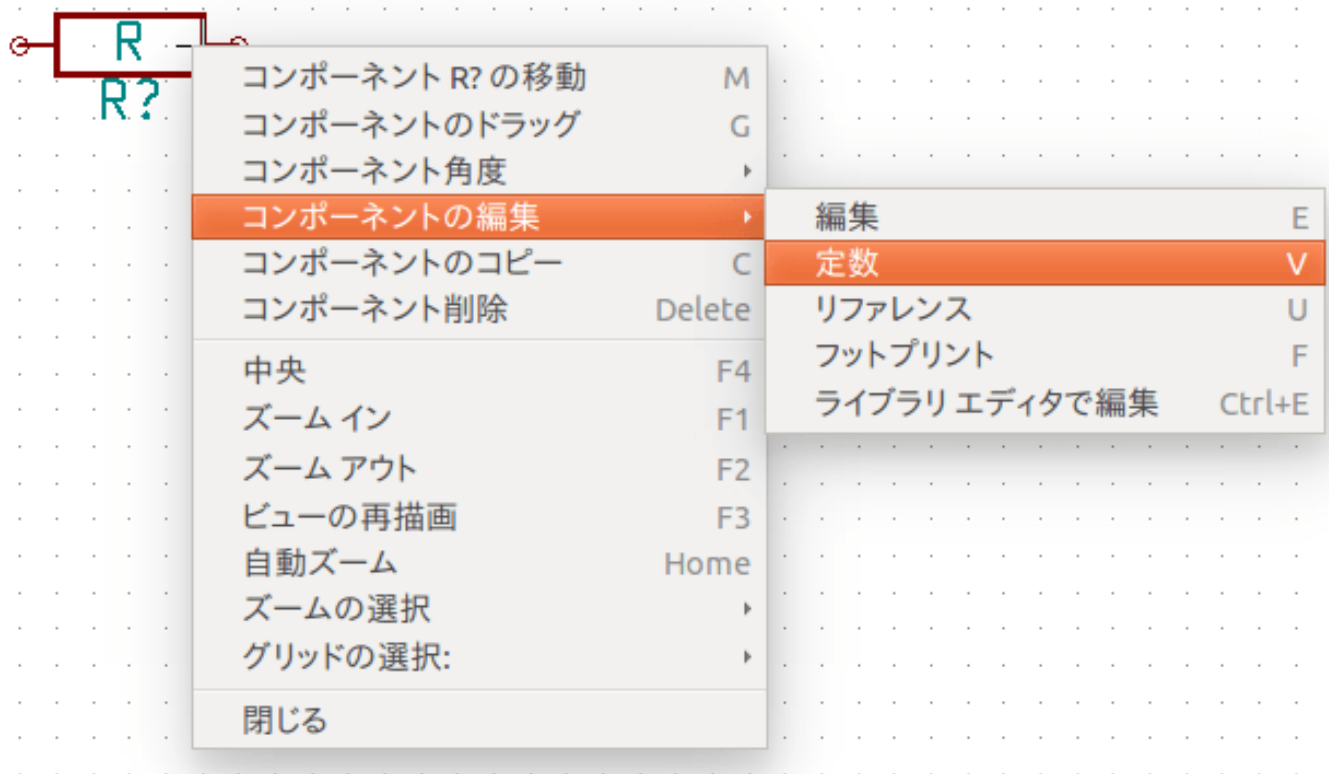 R
R?
コンポーネント R? の移動 M
コンポーネントのドラッグ G
コンポーネント角度
コンポーネントの編集
コンポーネントのコピー C
コンポーネント削除 Delete
中央 F4
ズーム イン F1
ズーム アウト F2
ビューの再描画 F3
自動ズーム Home
ズームの選択
グリッドの選択:
閉じる
編集 E
定数 V
リファレンス U
フットプリント F
ライブラリ エディタで編集 Ctrl+E